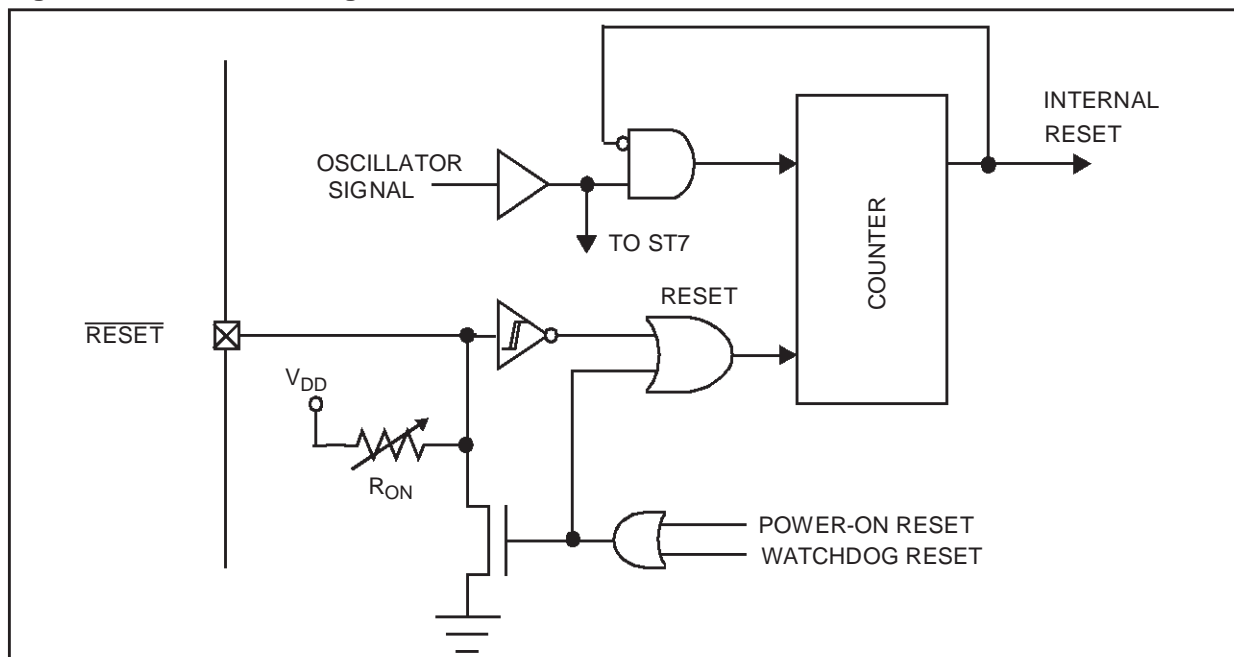 INTERNAL
RESET
OSCILLATOR
SIGNAL
TO ST7
COUNTER
RESET
RESET
VDD
RON
POWER-ON RESET
WATCHDOG RESET